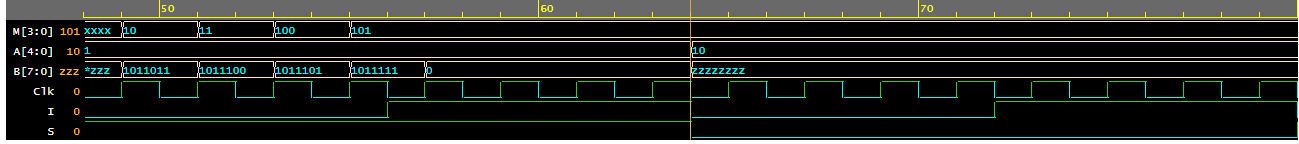 50 60 70
M[3:0] 101 xxxx 10 11 100 101
A[4:0] 10 1 10
B[7:0] zzz *zzz 1011011 1011100 1011101 1011111 0 zzzzzzzz
Clk 0
I 0
S 0